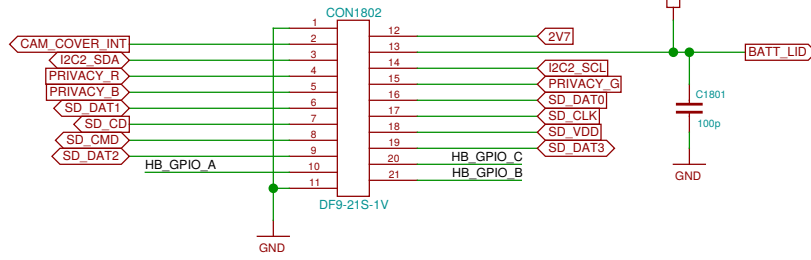 CON1802
1
12
2V7
CAM_COVER_INT
2
13
BATT_LID
I2C2_SDA
3
14
I2C2_SCL
PRIVACY_R
4
15
PRIVACY_G
PRIVACY_B
5
16
SD_DAT0
SD_DAT1
6
17
SD_CLK
SD_CD
7
18
SD_VDD
SD_CMD
8
19
SD_DAT3
SD_DAT2
9
20
HB_GPIO_C
HB_GPIO_A
10
21
HB_GPIO_B
11
DF9-21S-1V
GND
C1801
100p
GND